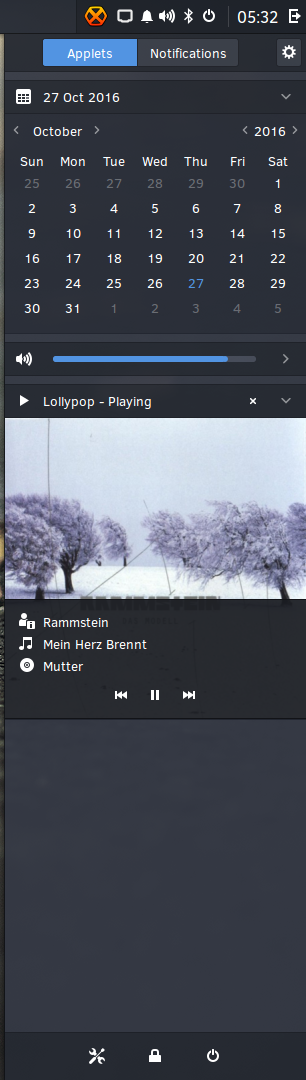 05:32
Applets Notifications
27 Oct 2016
October 2016
Sun Mon Tue Wed Thu Fri Sat
25 26 27 28 29 30 1
2 3 4 5 6 7 8
9 10 11 12 13 14 15
16 17 18 19 20 21 22
23 24 25 26 27 28 29
30 31 1 2 3 4 5
Lollypop - Playing
RAMMSTEIN
Rammstein
Mein Herz Brennt
Mutter